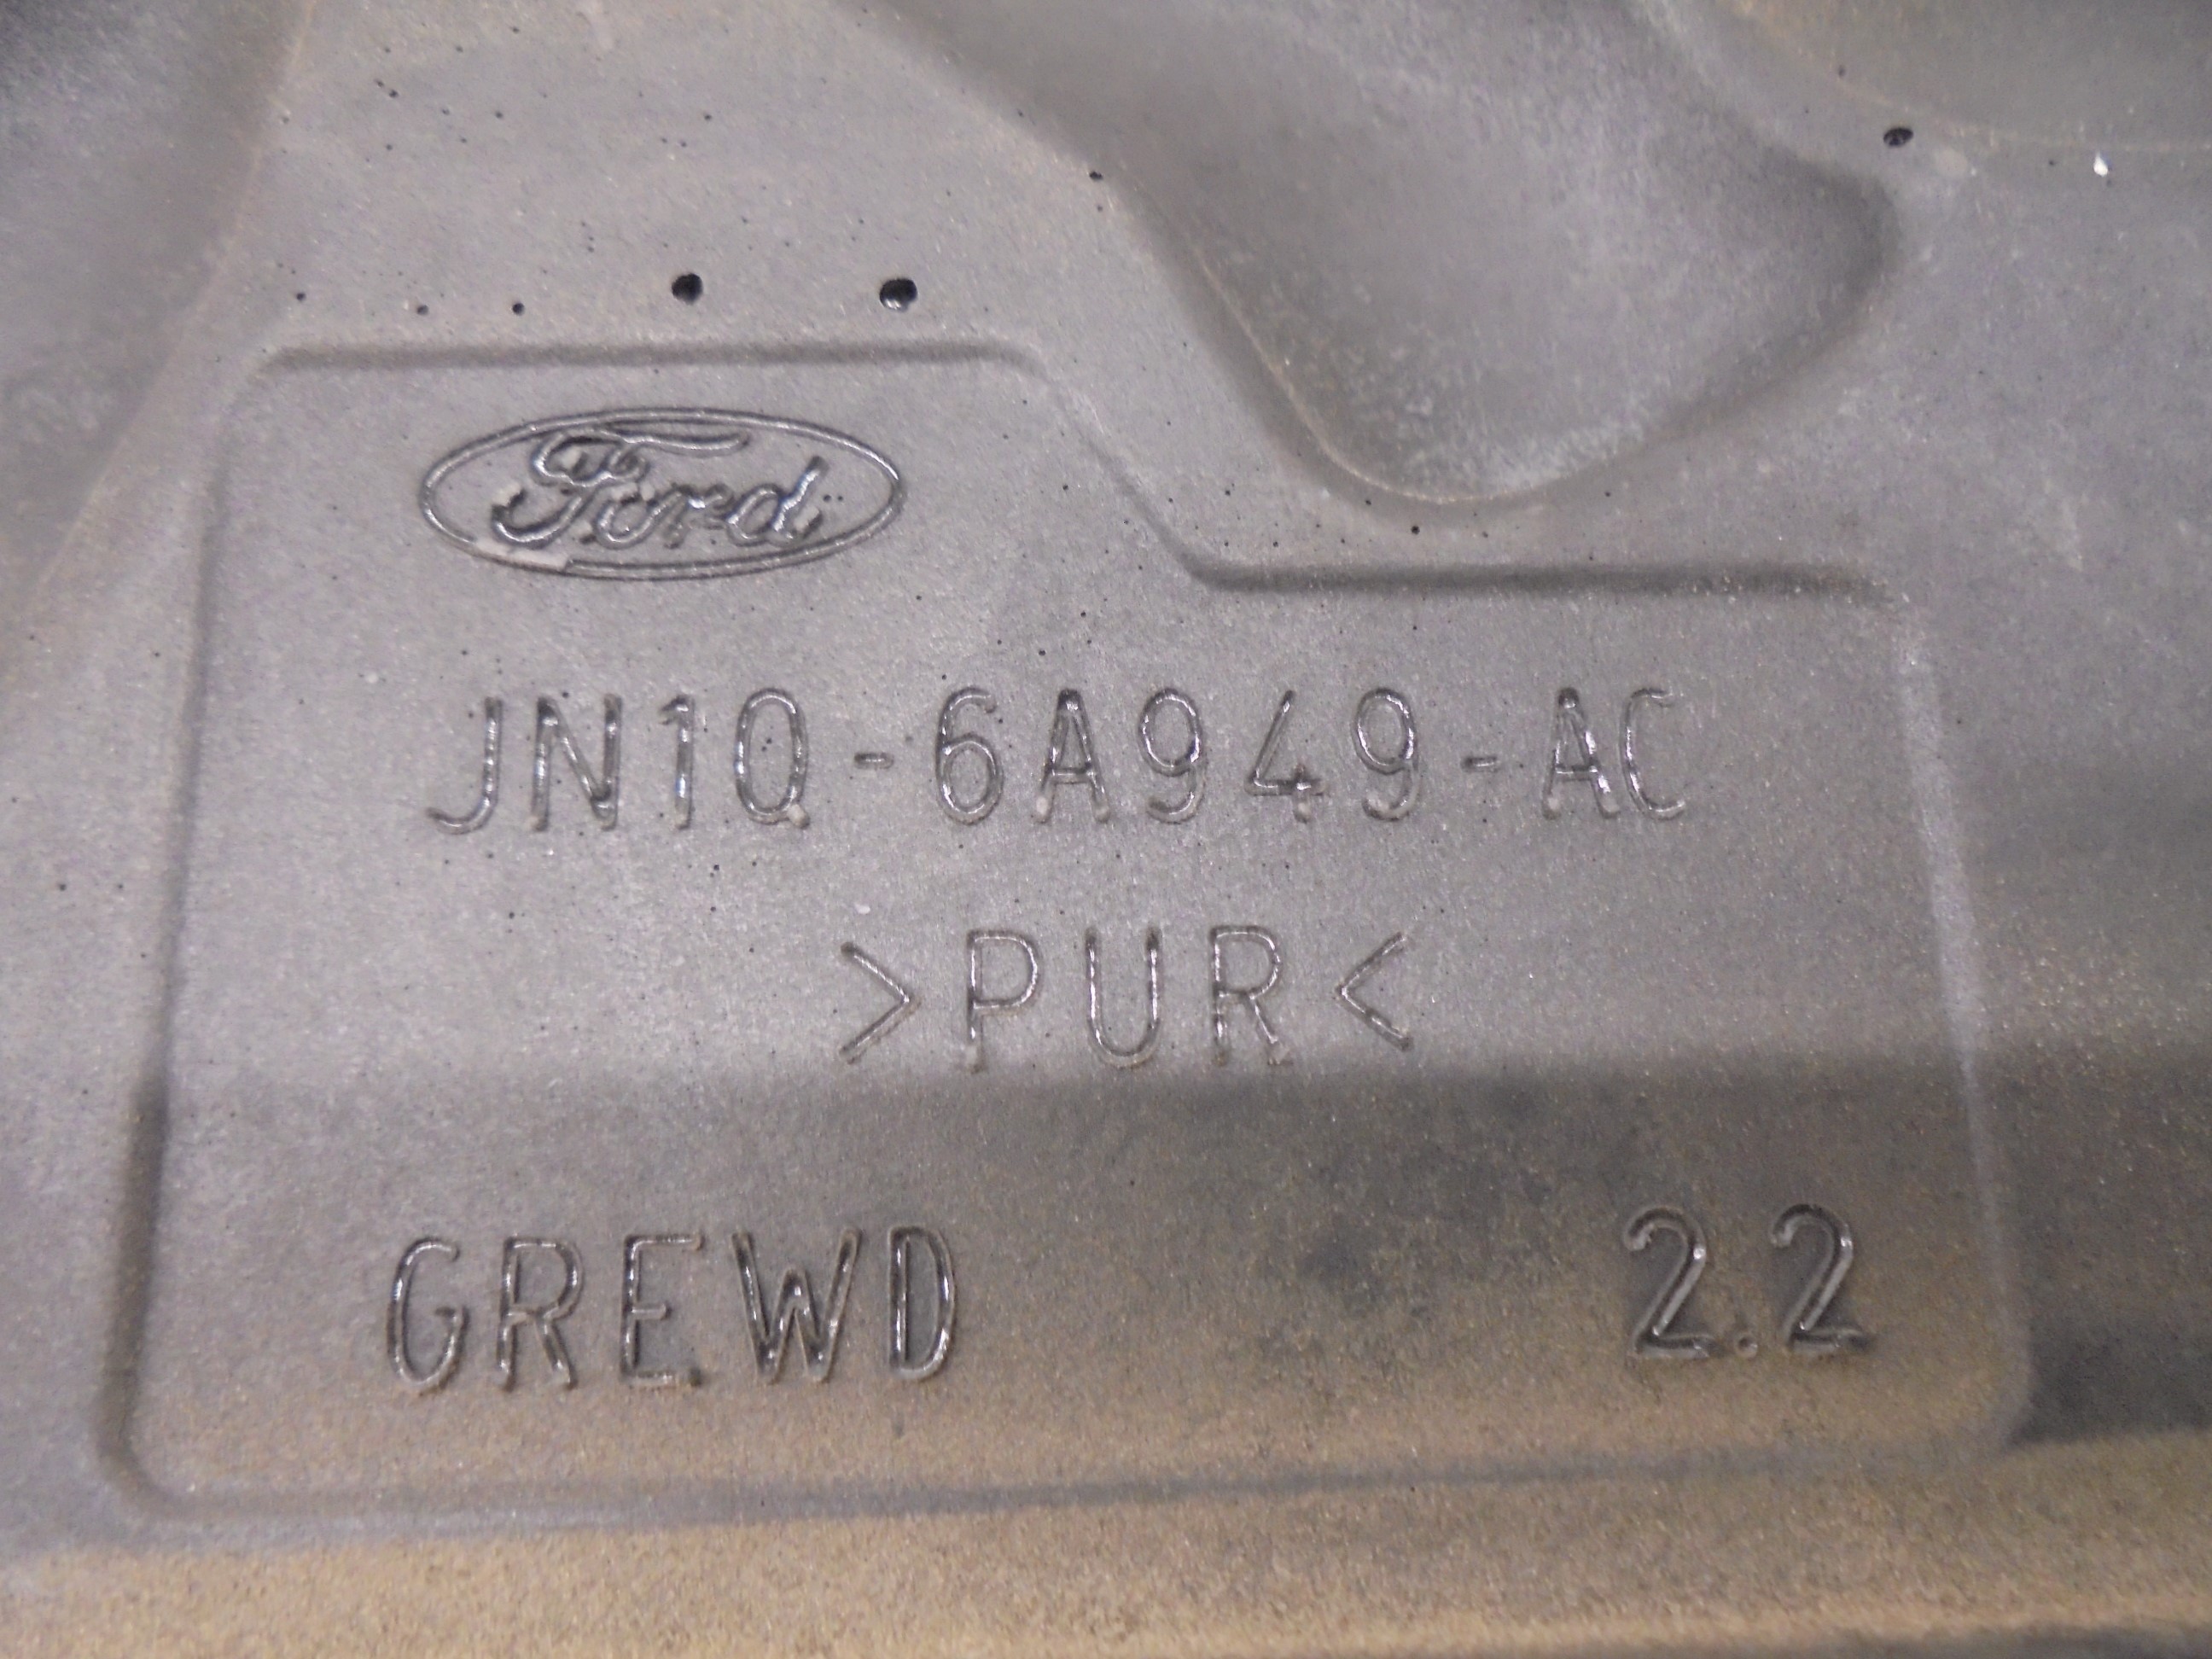 Ford
JN1Q-6A949-AC
>PUR<
GREWD 2.2